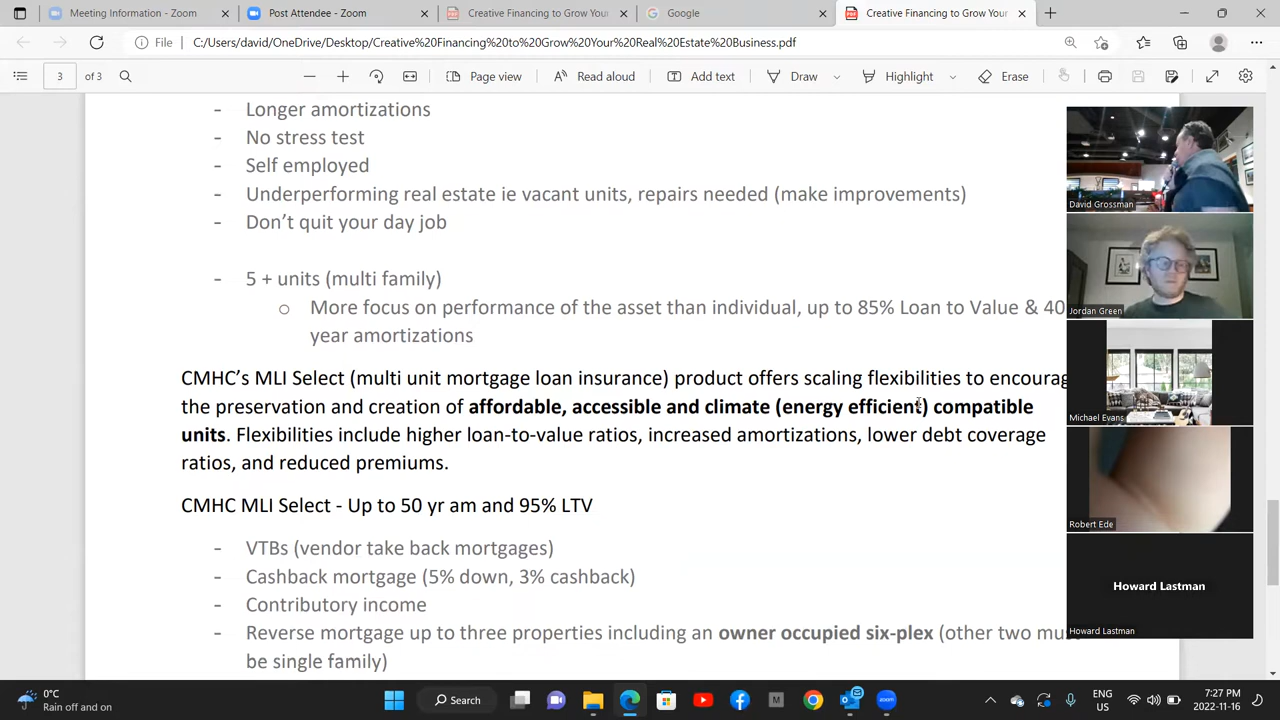 Meeting Information - Zoom
Post Attendee - Zoom
Creative Financing to Grow Your
Google
Creative Financing to Grow Your
File
C:/Users/david/OneDrive/Desktop/Creative%20Financing%20to%20Grow%20Your%20Real%20Estate%20Business.pdf
3 of 3
Page view
Read aloud
Add text
Draw
Highlight
Erase
- Longer amortizations
- No stress test
- Self employed
- Underperforming real estate ie vacant units, repairs needed (make improvements)
- Don't quit your day job
- 5 + units (multi family)
o More focus on performance of the asset than individual, up to 85% Loan to Value & 40
year amortizations
CMHC's MLI Select (multi unit mortgage loan insurance) product offers scaling flexibilities to encourag
the preservation and creation of affordable, accessible and climate (energy efficient) compatible
units. Flexibilities include higher loan-to-value ratios, increased amortizations, lower debt coverage
ratios, and reduced premiums.
CMHC MLI Select - Up to 50 yr am and 95% LTV
- VTBs (vendor take back mortgages)
- Cashback mortgage (5% down, 3% cashback)
- Contributory income
- Reverse mortgage up to three properties including an owner occupied six-plex (other two mu
be single family)
David Grossman
Jordan Green
Michael Evans
Robert Ede
Howard Lastman
Howard Lastman
0°C
Rain off and on
Search
M
zoom
ENG
US
7:27 PM
2022-11-16